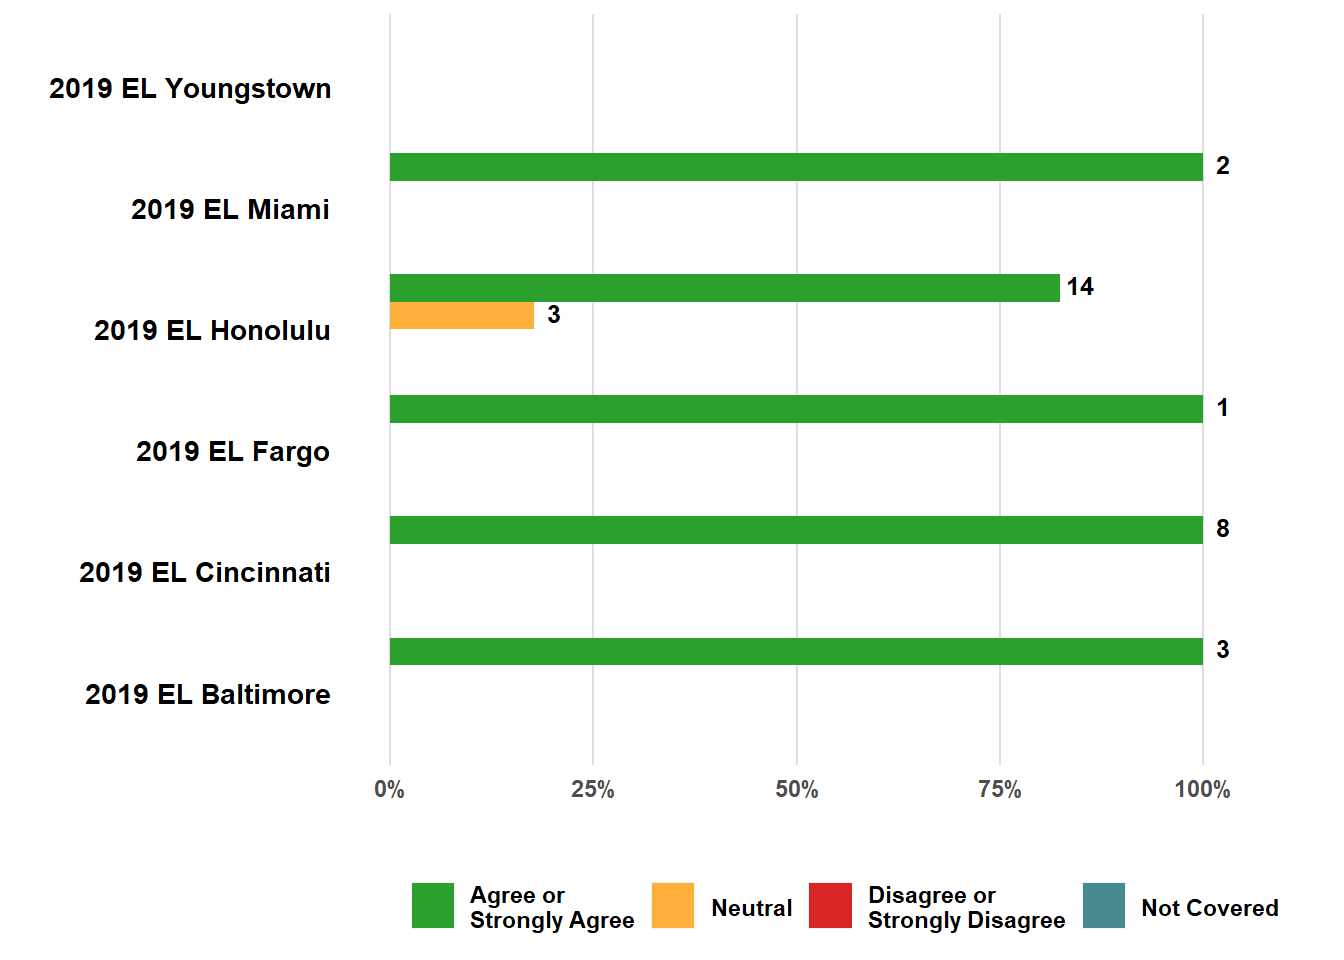 2019 EL Youngstown
2
2019 EL Miami
14
3
2019 EL Honolulu
1
2019 EL Fargo
8
2019 EL Cincinnati
3
2019 EL Baltimore
0% 25% 50% 75% 100%
Agree or
Strongly Agree
Neutral
Disagree or
Strongly Disagree
Not Covered